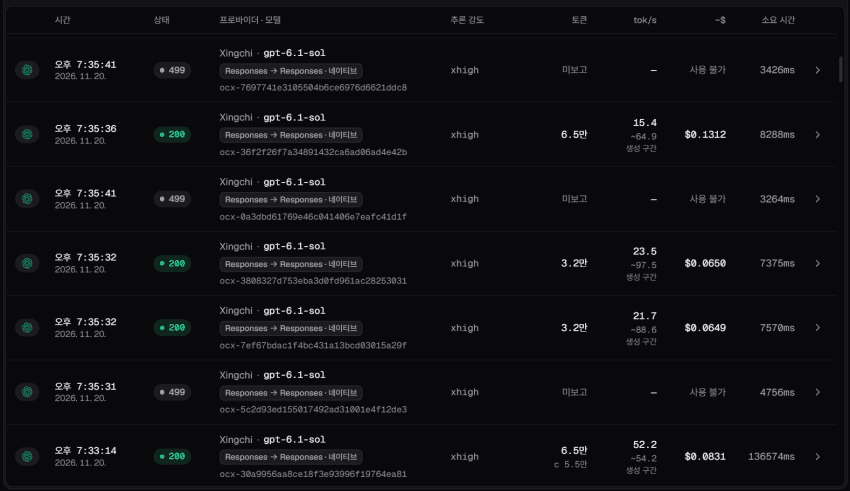 시간 상태 프로바이더 · 모델 추론 강도 토큰 tok/s ~$ 소요 시간
Xingchi · gpt-6.1-sol
오후 7:35:41 499 Responses → Responses · 네이티브 xhigh 미보고 — 사용 불가 3426ms
2026. 11. 20.
ocx-7697741e3105504b6ce6976d6621ddc8
Xingchi · gpt-6.1-sol
오후 7:35:36 200 Responses → Responses · 네이티브 xhigh 6.5만 15.4 $0.1312 8288ms
2026. 11. 20. ~64.9
ocx-36f2f26f7a34891432ca6ad06ad4e42b 생성 구간
Xingchi · gpt-6.1-sol
오후 7:35:41 499 Responses → Responses · 네이티브 xhigh 미보고 — 사용 불가 3264ms
2026. 11. 20.
ocx-0a3dbd61769e46c041406e7eafc41d1f
Xingchi · gpt-6.1-sol
오후 7:35:32 200 Responses → Responses · 네이티브 xhigh 3.2만 23.5 $0.0650 7375ms
2026. 11. 20. ~97.5
ocx-3808327d753eba3d0fd961ac28253031 생성 구간
Xingchi · gpt-6.1-sol
오후 7:35:32 200 Responses → Responses · 네이티브 xhigh 3.2만 21.7 $0.0649 7570ms
2026. 11. 20. ~88.6
ocx-7ef67bdac1f4bc431a13bcd03015a29f 생성 구간
Xingchi · gpt-6.1-sol
오후 7:35:31 499 Responses → Responses · 네이티브 xhigh 미보고 — 사용 불가 4756ms
2026. 11. 20.
ocx-5c2d93ed155017492ad31001e4f12de3
Xingchi · gpt-6.1-sol
오후 7:33:14 200 Responses → Responses · 네이티브 xhigh 6.5만 52.2 $0.0831 136574ms
2026. 11. 20. c 5.5만 ~54.2
ocx-30a9956aa8ce18f3e93996f19764ea81 생성 구간